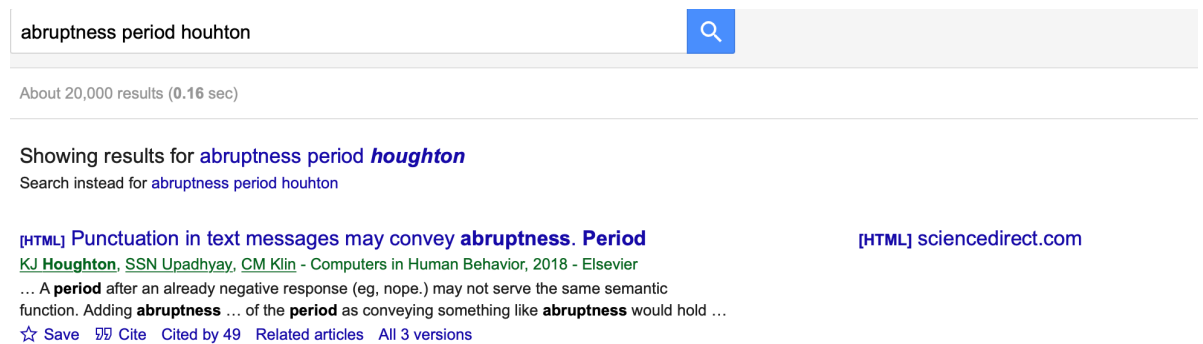 abruptness period houhton
About 20,000 results (0.16 sec)
Showing results for abruptness period houghton
Search instead for abruptness period houhton
[HTML] Punctuation in text messages may convey abruptness. Period
[HTML] sciencedirect.com
KJ Houghton, SSN Upadhyay, CM Klin - Computers in Human Behavior, 2018 - Elsevier
… A period after an already negative response (eg, nope.) may not serve the same semantic
function. Adding abruptness … of the period as conveying something like abruptness would hold …
Save Cite Cited by 49 Related articles All 3 versions